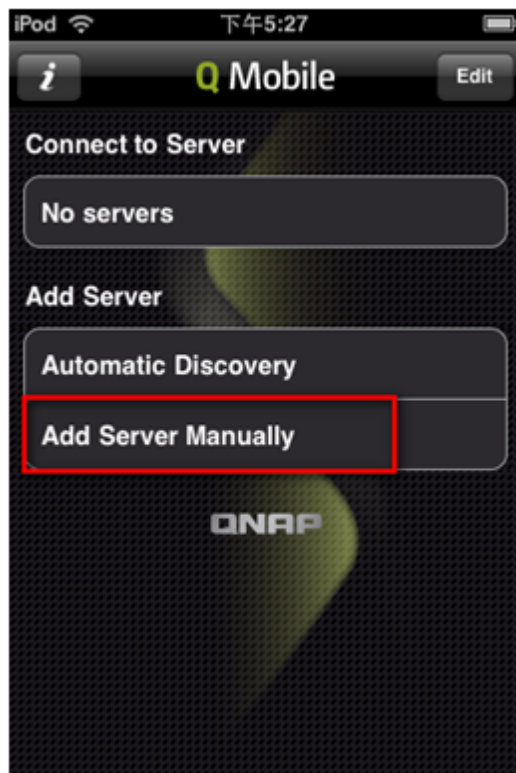 iPod 下午5:27
i Q Mobile Edit
Connect to Server
No servers
Add Server
Automatic Discovery
Add Server Manually
QNAP